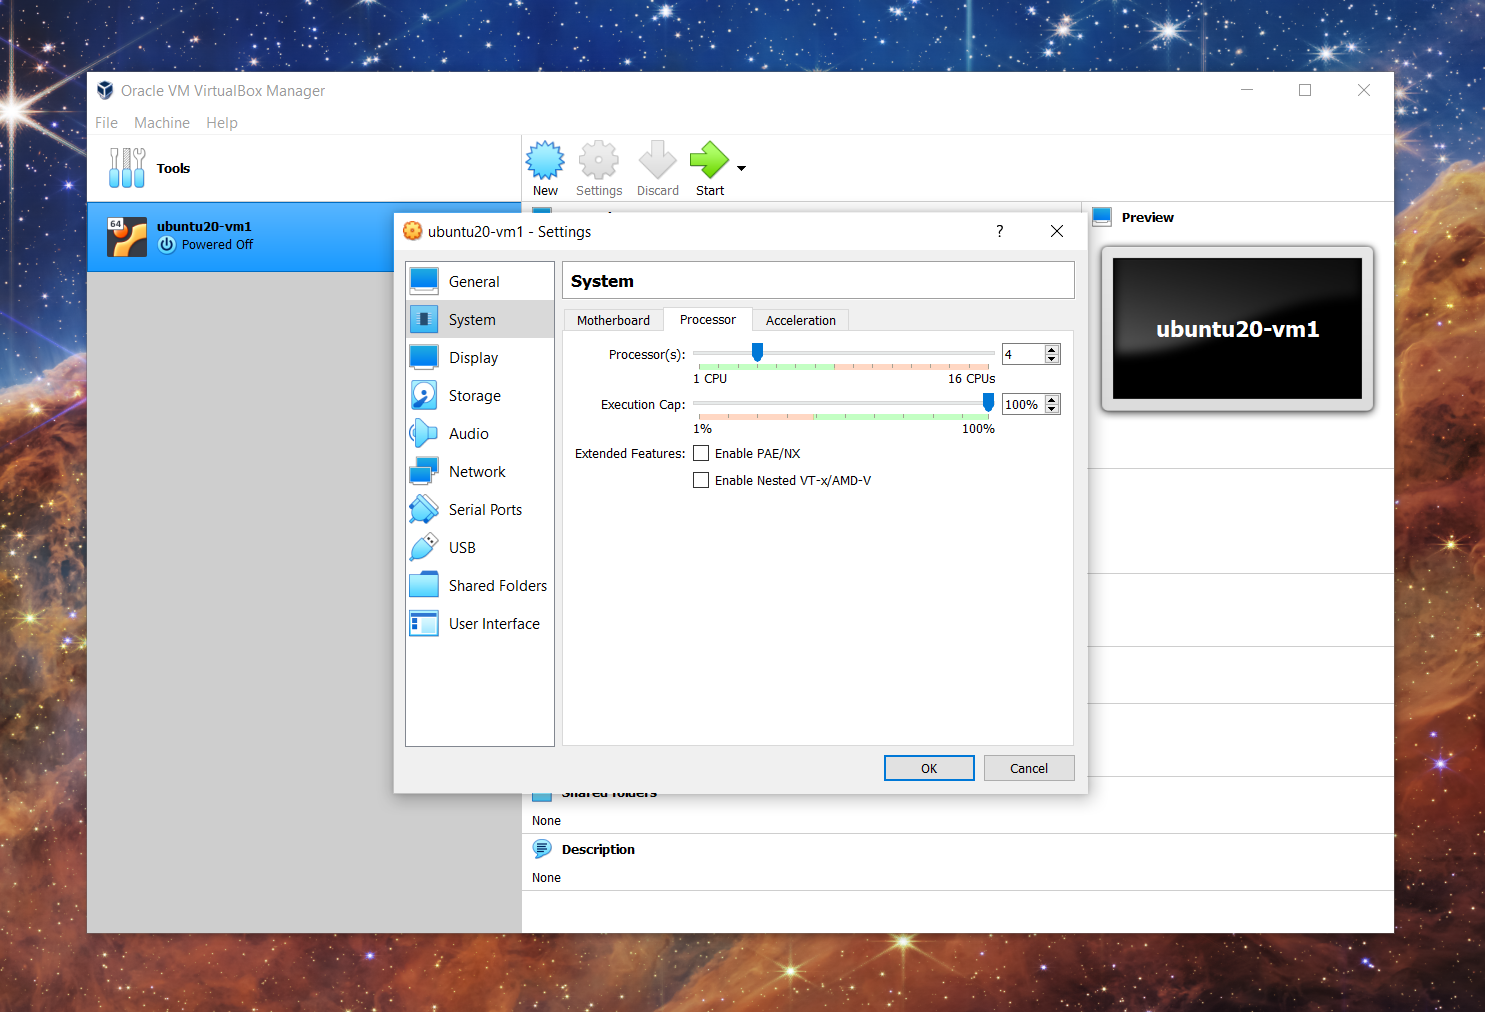 Oracle VM VirtualBox Manager
File Machine Help
Tools
New Settings Discard Start
64
ubuntu20-vm1
Powered Off
Preview
ubuntu20-vm1
ubuntu20-vm1 - Settings
?
General
System
Display
Storage
Audio
Network
Serial Ports
USB
Shared Folders
User Interface
System
Motherboard Processor Acceleration
Processor(s): 4
1 CPU 16 CPUs
Execution Cap: 100%
1% 100%
Extended Features: Enable PAE/NX
Enable Nested VT-x/AMD-V
OK Cancel
Shared folders
None
Description
None